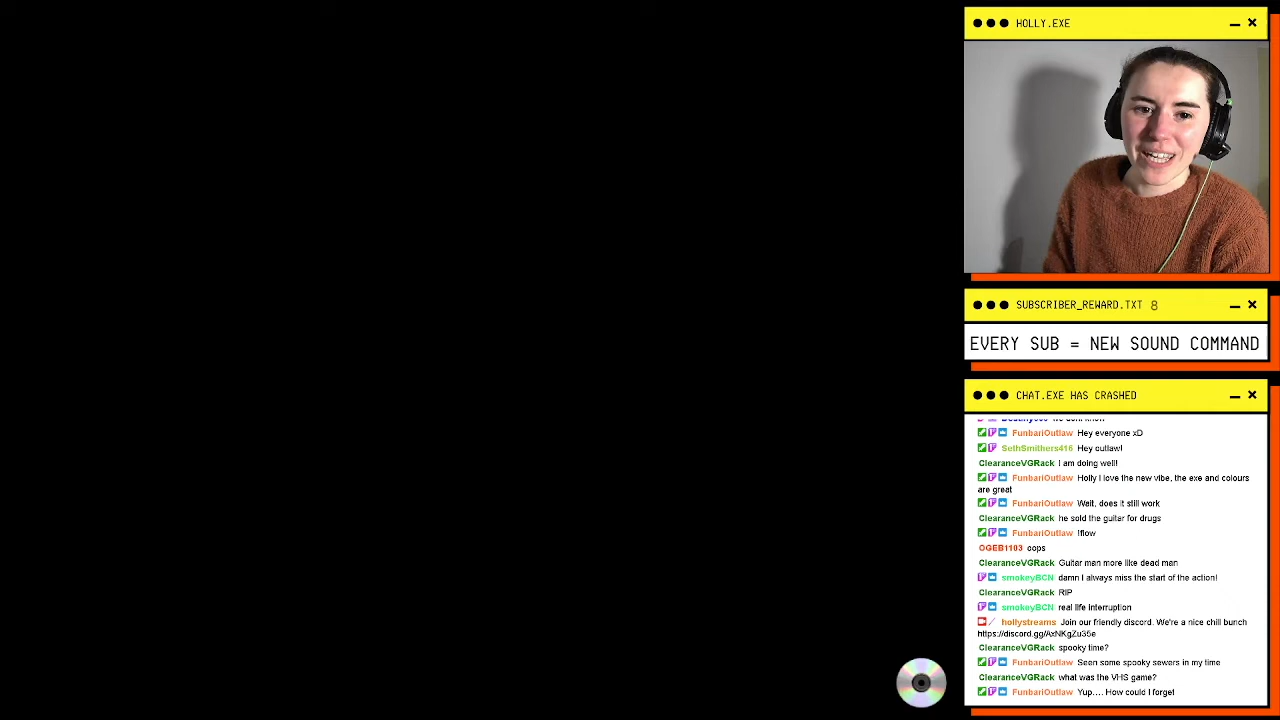 HOLLY.EXE
SUBSCRIBER_REWARD.TXT 8
EVERY SUB = NEW SOUND COMMAND
CHAT.EXE HAS CRASHED
FunbariOutlaw Hey everyone xD
SethSmithers416 Hey outlaw!
ClearanceVGRack I am doing well!
FunbariOutlaw Holly I love the new vibe, the exe and colours
are great
FunbariOutlaw Wait, does it still work
ClearanceVGRack he sold the guitar for drugs
FunbariOutlaw !flow
OGEB1103 oops
ClearanceVGRack Guitar man more like dead man
smokeyBCN damn I always miss the start of the action!
ClearanceVGRack RIP
smokeyBCN real life interruption
hollystreams Join our friendly discord. We're a nice chill bunch
https://discord.gg/AxNKgZu35e
ClearanceVGRack spooky time?
FunbariOutlaw Seen some spooky sewers in my time
ClearanceVGRack what was the VHS game?
FunbariOutlaw Yup.... How could I forget